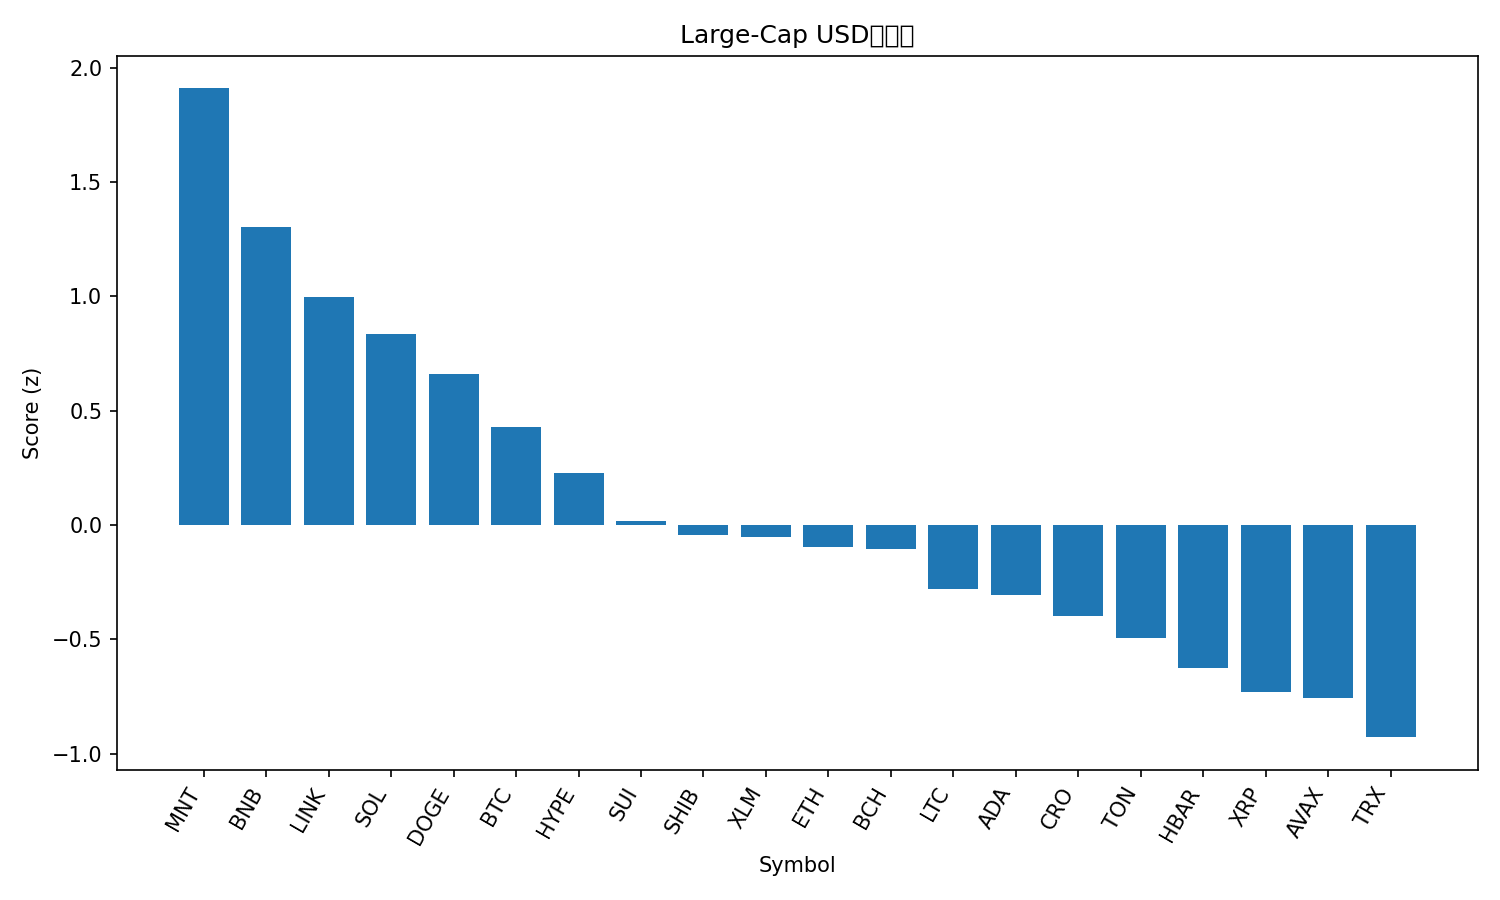 Large-Cap USD
2.0
1.5
1.0
0.5
0.0
−0.5
−1.0
Score (z)
MNT
BNB
LINK
SOL
DOGE
BTC
HYPE
SUI
SHIB
XLM
ETH
BCH
LTC
ADA
CRO
TON
HBAR
XRP
AVAX
TRX
Symbol